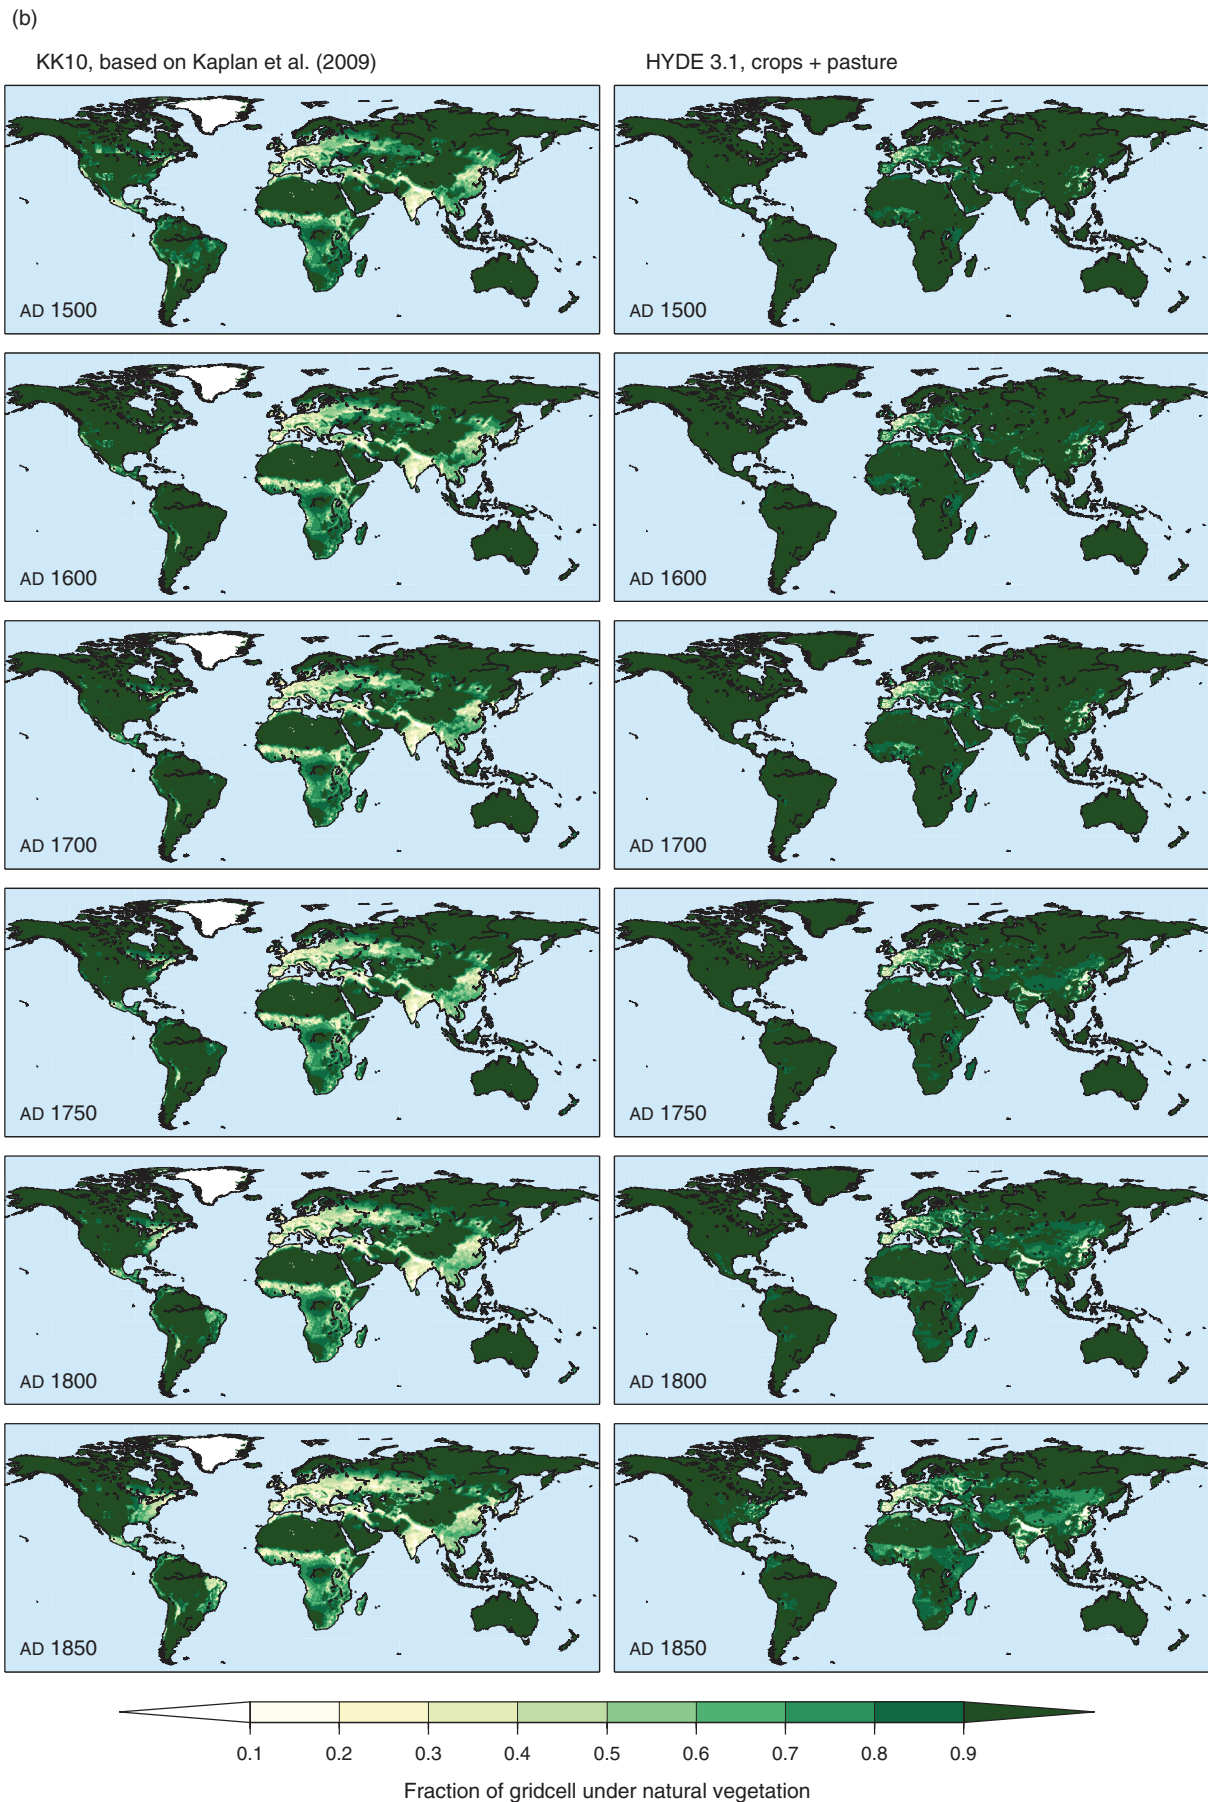 (b)
KK10, based on Kaplan et al. (2009)
HYDE 3.1, crops + pasture
AD 1500
AD 1500
AD 1600
AD 1600
AD 1700
AD 1700
AD 1750
AD 1750
AD 1800
AD 1800
AD 1850
AD 1850
0.1 0.2 0.3 0.4 0.5 0.6 0.7 0.8 0.9
Fraction of gridcell under natural vegetation